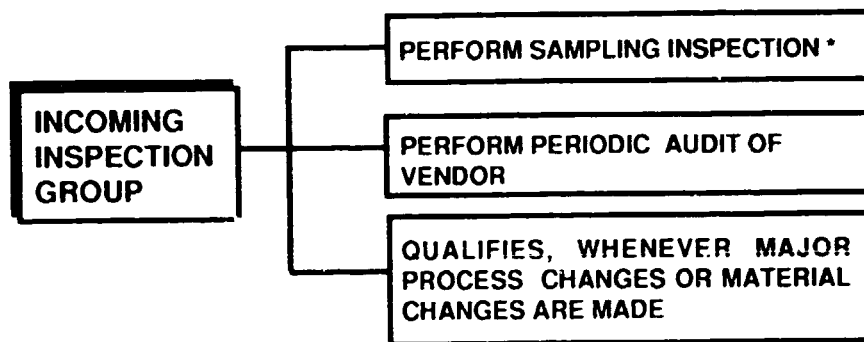 INCOMING
INSPECTION
GROUP
PERFORM SAMPLING INSPECTION *
PERFORM PERIODIC AUDIT OF
VENDOR
QUALIFIES, WHENEVER MAJOR
PROCESS CHANGES OR MATERIAL
CHANGES ARE MADE